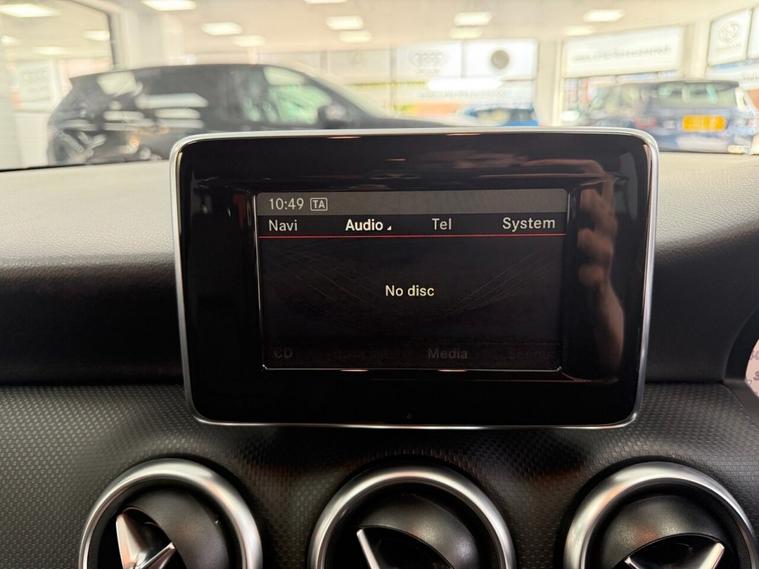 10:49 TA
Navi Audio Tel System
No disc
CD Media